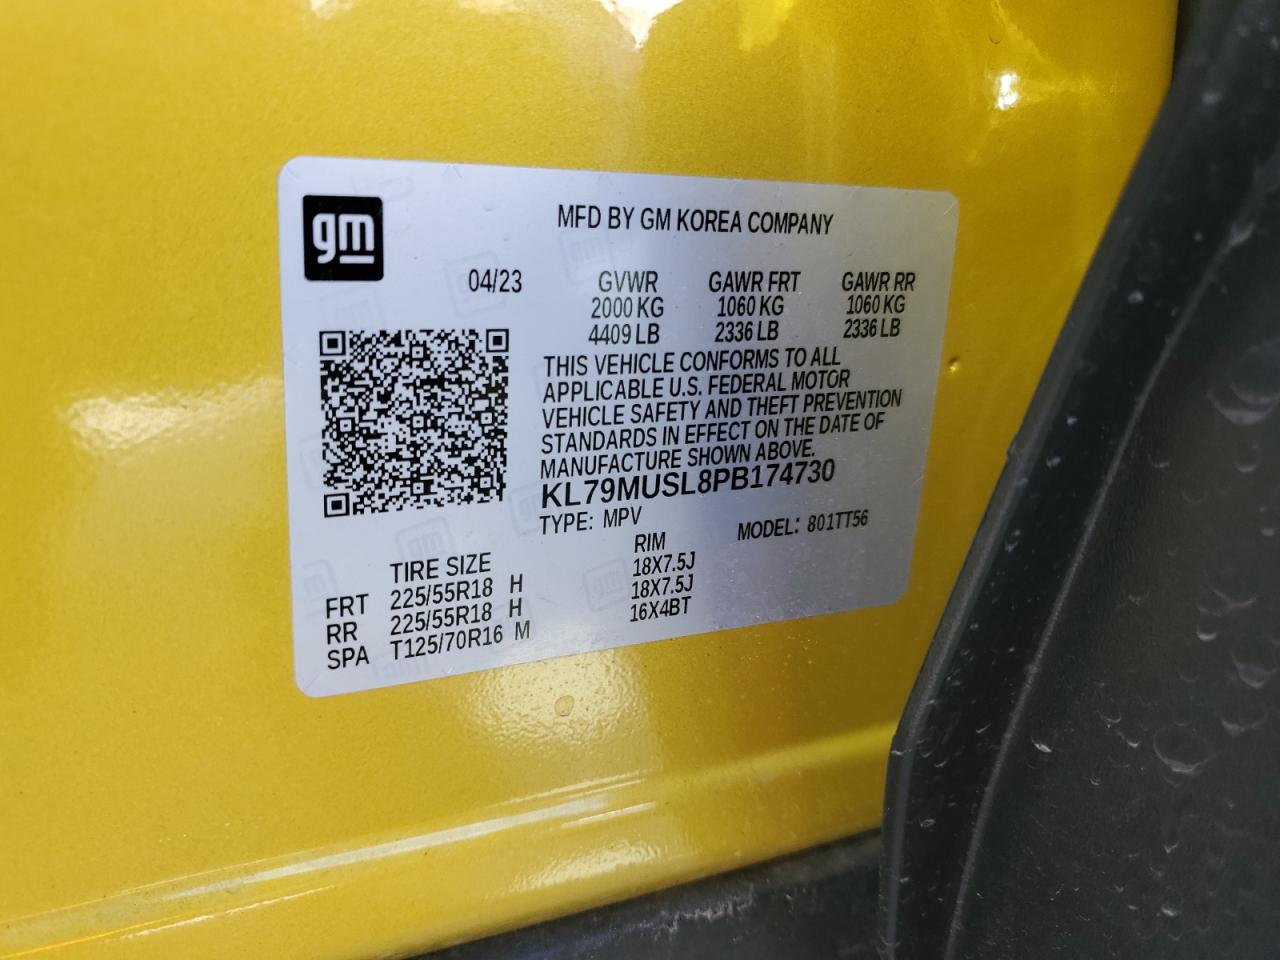 gm
MFD BY GM KOREA COMPANY
04/23 GVWR GAWR FRT GAWR RR
2000 KG 1060 KG 1060 KG
4409 LB 2336 LB 2336 LB
THIS VEHICLE CONFORMS TO ALL
APPLICABLE U.S. FEDERAL MOTOR
VEHICLE SAFETY AND THEFT PREVENTION
STANDARDS IN EFFECT ON THE DATE OF
MANUFACTURE SHOWN ABOVE.
KL79MUSL8PB174730
TYPE: MPV MODEL: 801TT56
TIRE SIZE RIM
FRT 225/55R18 H 18X7.5J
RR 225/55R18 H 18X7.5J
SPA T125/70R16 M 16X4BT